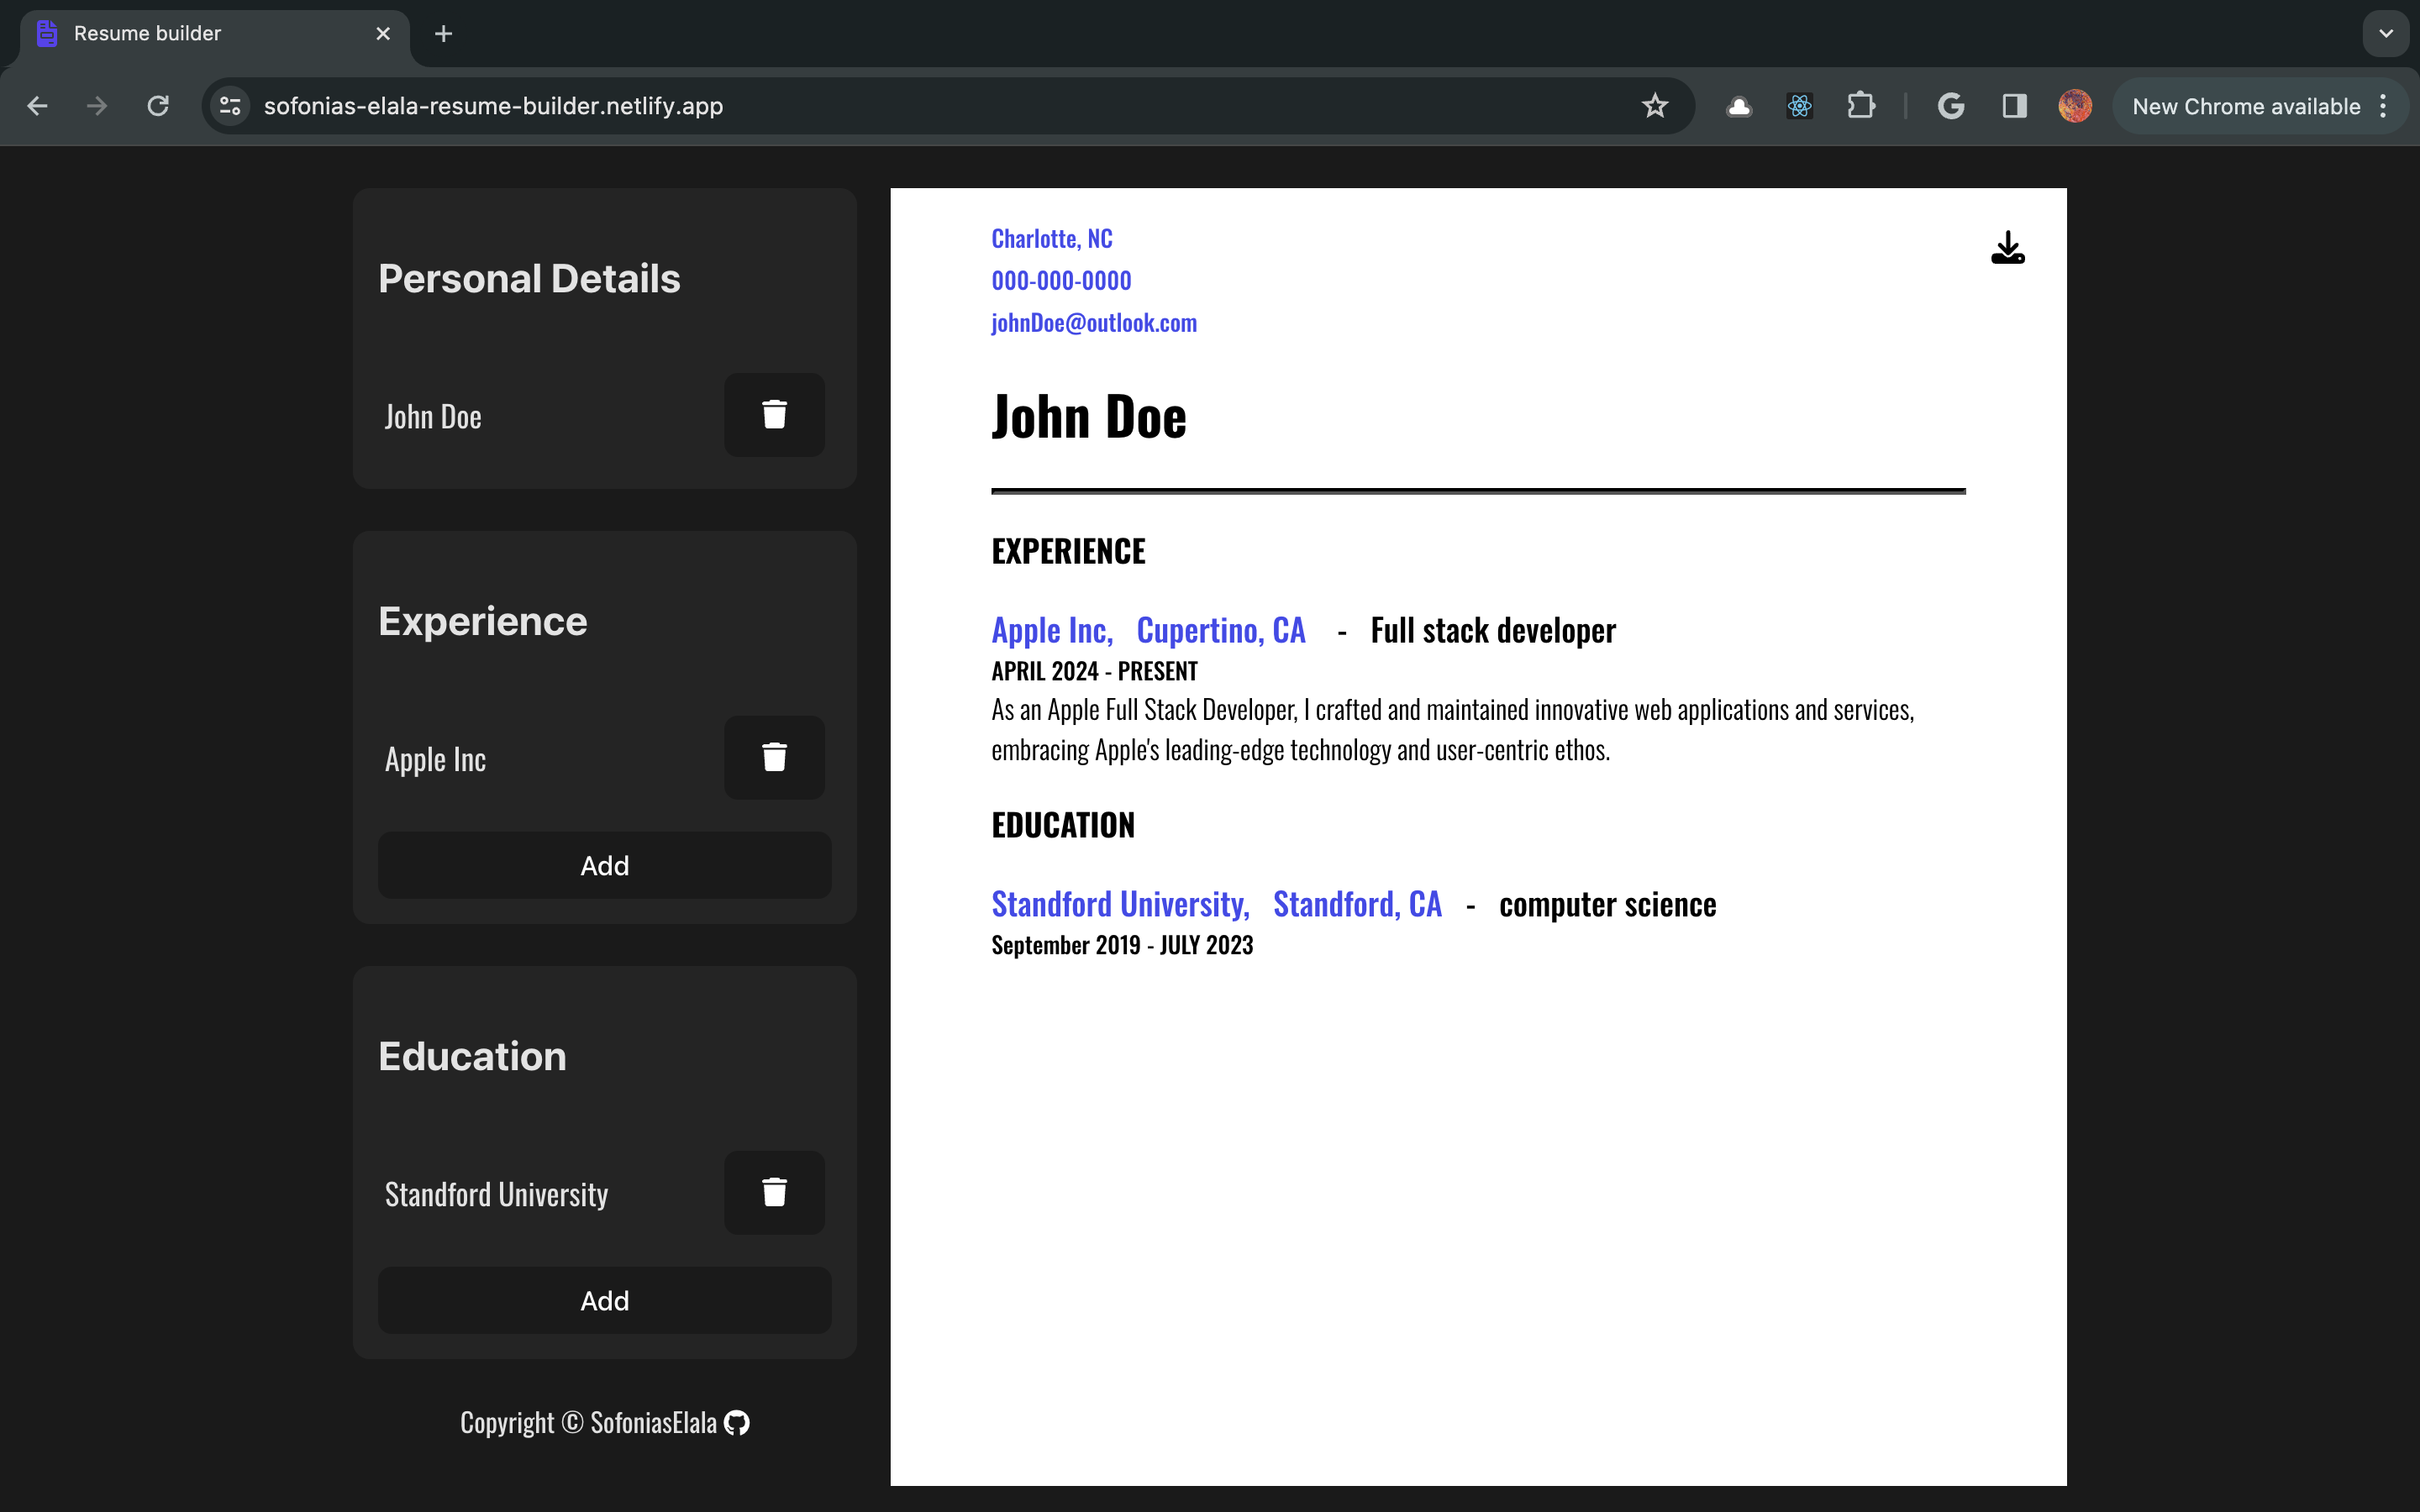 Resume builder
sofonias-elala-resume-builder.netlify.app
New Chrome available
Personal Details
John Doe
Experience
Apple Inc
Add
Education
Standford University
Add
Copyright © SofoniasElala
Charlotte, NC
000-000-0000
johnDoe@outlook.com
John Doe
EXPERIENCE
Apple Inc, Cupertino, CA - Full stack developer
APRIL 2024 - PRESENT
As an Apple Full Stack Developer, I crafted and maintained innovative web applications and services,
embracing Apple's leading-edge technology and user-centric ethos.
EDUCATION
Standford University, Standford, CA - computer science
September 2019 - JULY 2023